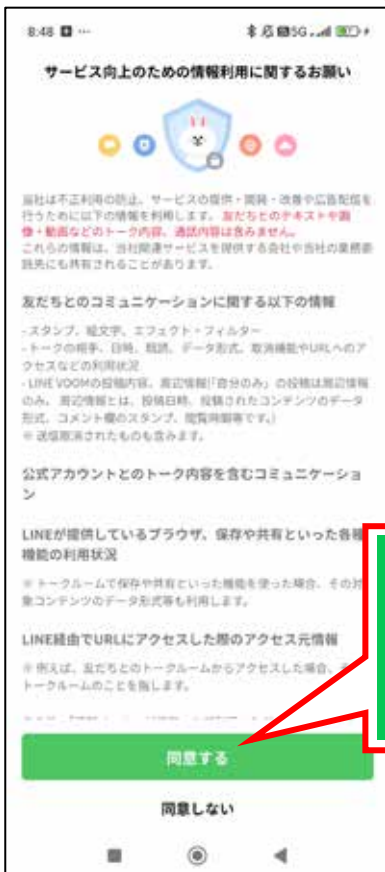 8:48
5G
サービス向上のための情報利用に関するお願い
当社は不正利用の防止、サービスの提供・開発・改善や広告配信を
行うために以下の情報を利用します。友だちとのテキストや画
像・動画などのトーク内容、通話内容は含みません。
これらの情報は、当社関連サービスを提供する会社や当社の業務委
託先にも共有されることがあります。
友だちとのコミュニケーションに関する以下の情報
- スタンプ、絵文字、エフェクト・フィルター
- トークの相手、日時、既読、データ形式、取消機能やURLへのア
クセスなどの利用状況
- LINE VOOMの投稿内容、周辺情報(「自分のみ」の投稿は周辺情報
のみ。周辺情報とは、投稿日時、投稿されたコンテンツのデータ
形式、コメント欄のスタンプ、閲覧時間等です。)
※ 送信取消されたものも含みます。
公式アカウントとのトーク内容を含むコミュニケーショ
ン
LINEが提供しているブラウザ、保存や共有といった各種
機能の利用状況
※ トークルームで保存や共有といった機能を使った場合、その対
象コンテンツのデータ形式等も利用します。
LINE経由でURLにアクセスした際のアクセス元情報
※ 例えば、友だちとのトークルームからアクセスした場合、
トークルームのことを指します。
同意する
同意しない